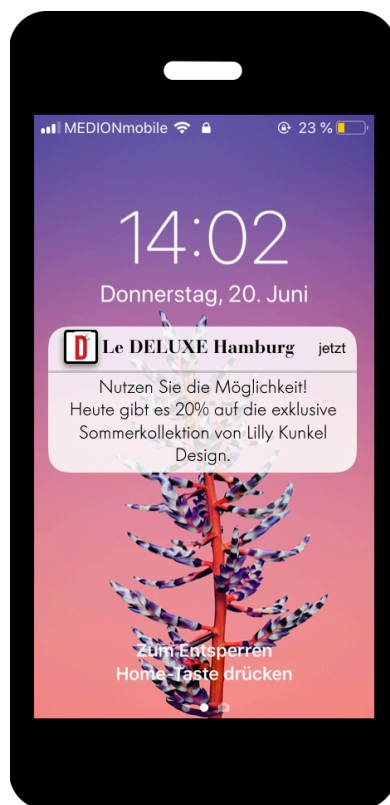 MEDIONmobile 23 %
14:02
Donnerstag, 20. Juni
D Le DELUXE Hamburg jetzt
Nutzen Sie die Möglichkeit!
Heute gibt es 20% auf die exklusive
Sommerkollektion von Lilly Kunkel
Design.
Zum Entsperren
Home-Taste drücken